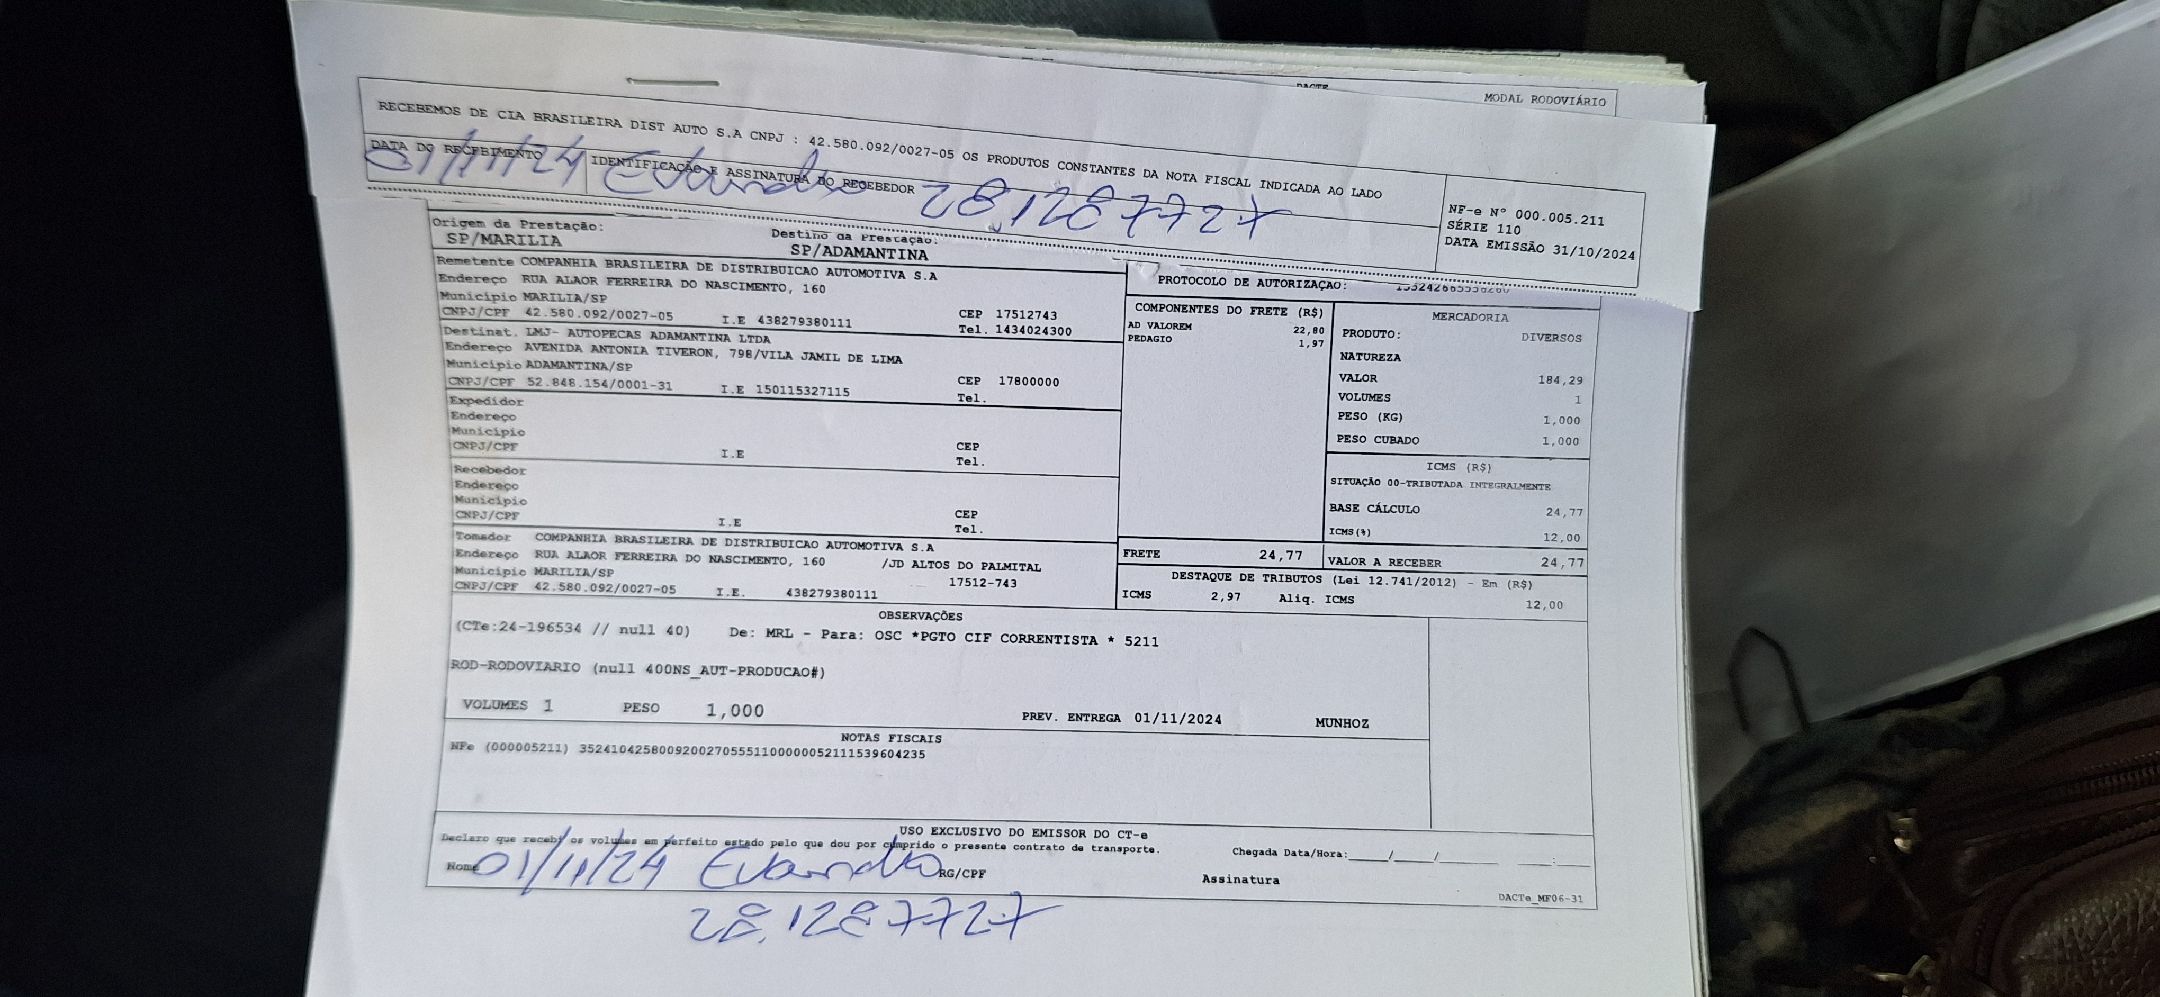 MODAL RODOVIÁRIO
RECEBEMOS DE CIA BRASILEIRA DIST AUTO S.A CNPJ : 42.580.092/0027-05 OS PRODUTOS CONSTANTES DA NOTA FISCAL INDICADA AO LADO
DATA DO RECEBIMENTO IDENTIFICAÇÃO E ASSINATURA DO RECEBEDOR
01/11/24 Evandro 28.1287727
NF-e N° 000.005.211
SÉRIE 110
DATA EMISSÃO 31/10/2024
Origem da Prestação:
SP/MARILIA
Destino da Prestação:
SP/ADAMANTINA
PROTOCOLO DE AUTORIZAÇAO:
Remetente COMPANHIA BRASILEIRA DE DISTRIBUICAO AUTOMOTIVA S.A
Endereço RUA ALAOR FERREIRA DO NASCIMENTO, 160
Municipio MARILIA/SP
CNPJ/CPF 42.580.092/0027-05 I.E 438279380111
CEP 17512743
Tel. 1434024300
Destinat. LMJ- AUTOPECAS ADAMANTINA LTDA
Endereco AVENIDA ANTONIA TIVERON, 798/VILA JAMIL DE LIMA
Municipio ADAMANTINA/SP
CNPJ/CPF 52.848.154/0001-31 I.E 150115327115
CEP 17800000
Tel.
Expedidor
Endereço
Municipio
CNPJ/CPF I.E
CEP
Tel.
Recebedor
Endereço
Municipio
CNPJ/CPF I.E
CEP
Tel.
Tomador COMPANHIA BRASILEIRA DE DISTRIBUICAO AUTOMOTIVA S.A
Endereço RUA ALAOR FERREIRA DO NASCIMENTO, 160 /JD ALTOS DO PALMITAL
Municipio MARILIA/SP 17512-743
CNPJ/CPF 42.580.092/0027-05 I.E. 438279380111
COMPONENTES DO FRETE (R$)
AD VALOREM 22,80
PEDAGIO 1,97
FRETE 24,77
MERCADORIA
PRODUTO: DIVERSOS
NATUREZA
VALOR 184,29
VOLUMES 1
PESO (KG) 1,000
PESO CUBADO 1,000
ICMS (R$)
SITUAÇÃO 00-TRIBUTADA INTEGRALMENTE
BASE CÁLCULO 24,77
ICMS(%) 12,00
VALOR A RECEBER 24,77
DESTAQUE DE TRIBUTOS (Lei 12.741/2012) - Em (R$)
ICMS 2,97 Aliq. ICMS 12,00
OBSERVAÇÕES
(CTe:24-196534 // null 40) De: MRL - Para: OSC *PGTO CIF CORRENTISTA * 5211
ROD-RODOVIARIO (null 400NS_AUT-PRODUCAO#)
VOLUMES 1 PESO 1,000 PREV. ENTREGA 01/11/2024 MUNHOZ
NOTAS FISCAIS
NFe (000005211) 35241042580092002705551100000052111539604235
USO EXCLUSIVO DO EMISSOR DO CT-e
Declaro que recebi os volumes em perfeito estado pelo que dou por cumprido o presente contrato de transporte.
Chegada Data/Hora:____/____/______ ____:____
Nome 01/11/24 Evandro RG/CPF
Assinatura
28.1287727
DACTe_MF06-31